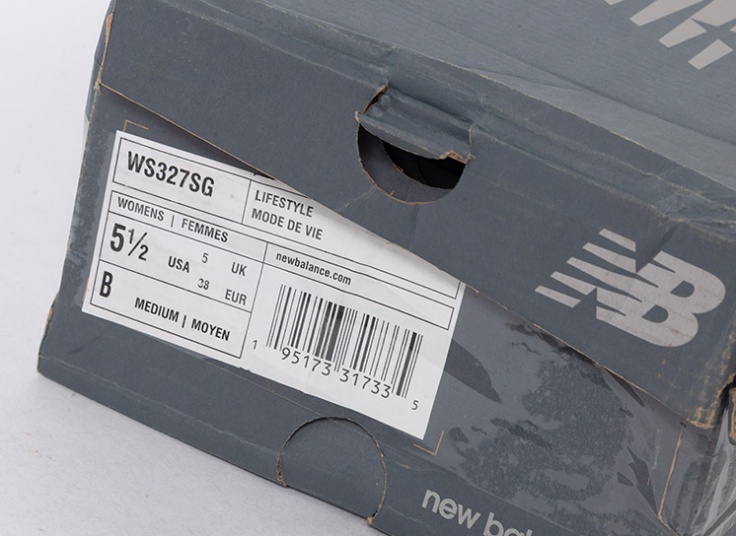 WS327SG
LIFESTYLE
MODE DE VIE
WOMENS | FEMMES
5½ USA
5 UK
38 EUR
newbalance.com
B
MEDIUM | MOYEN
1 95173 31733 5
NB
new